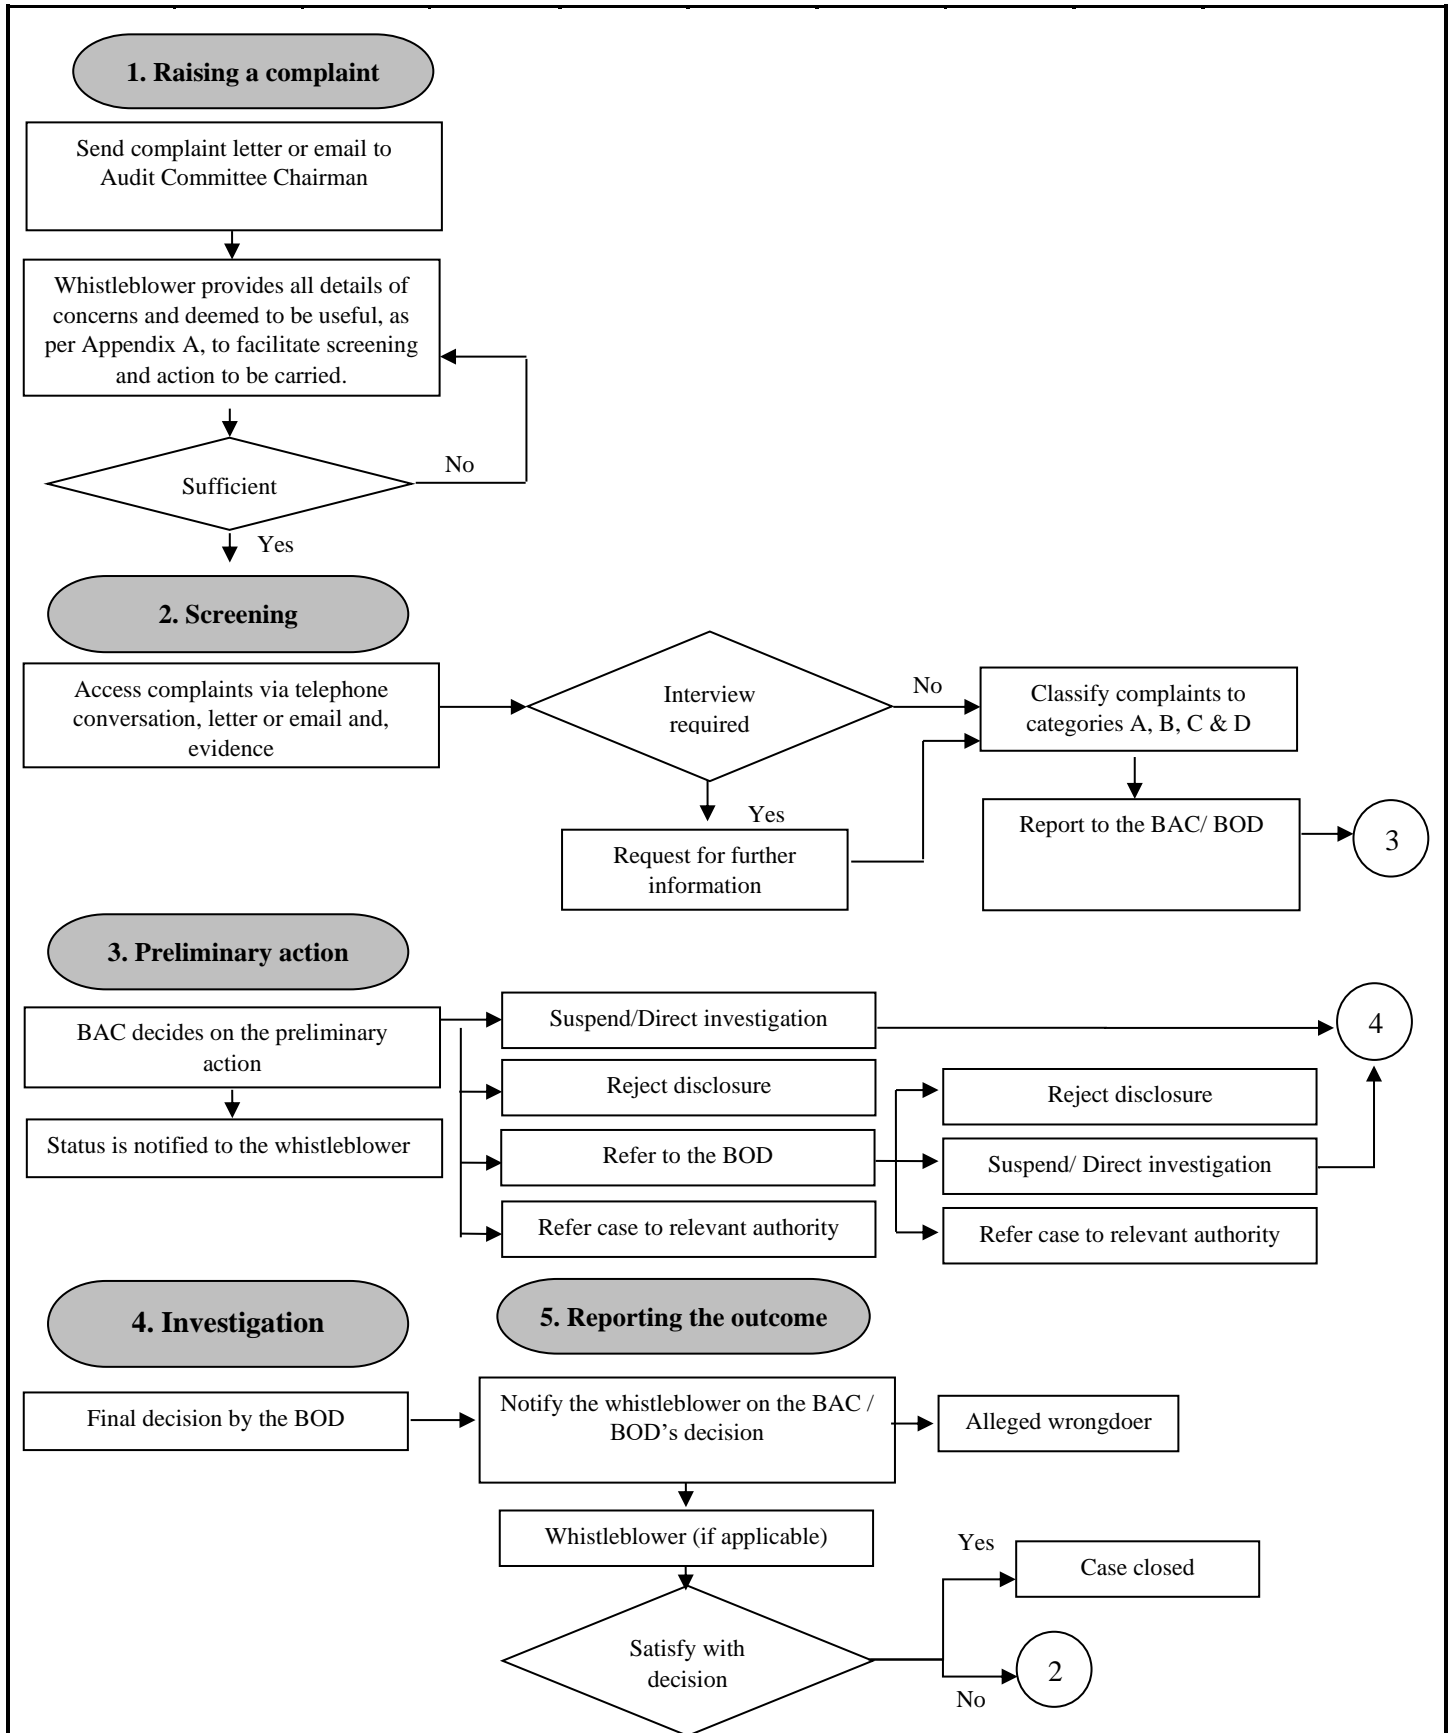 1. Raising a complaint
Send complaint letter or email to
Audit Committee Chairman
Whistleblower provides all details of
concerns and deemed to be useful, as
per Appendix A, to facilitate screening
and action to be carried.
No
Sufficient
Yes
2. Screening
Access complaints via telephone
conversation, letter or email and,
evidence
Interview
required
No
Classify complaints to
categories A, B, C & D
Yes
Request for further
information
Report to the BAC/ BOD
3
3. Preliminary action
BAC decides on the preliminary
action
Status is notified to the whistleblower
Suspend/Direct investigation
4
Reject disclosure
Refer to the BOD
Refer case to relevant authority
Reject disclosure
Suspend/ Direct investigation
Refer case to relevant authority
4. Investigation
5. Reporting the outcome
Final decision by the BOD
Notify the whistleblower on the BAC /
BOD’s decision
Alleged wrongdoer
Whistleblower (if applicable)
Satisfy with
decision
Yes
Case closed
No
2